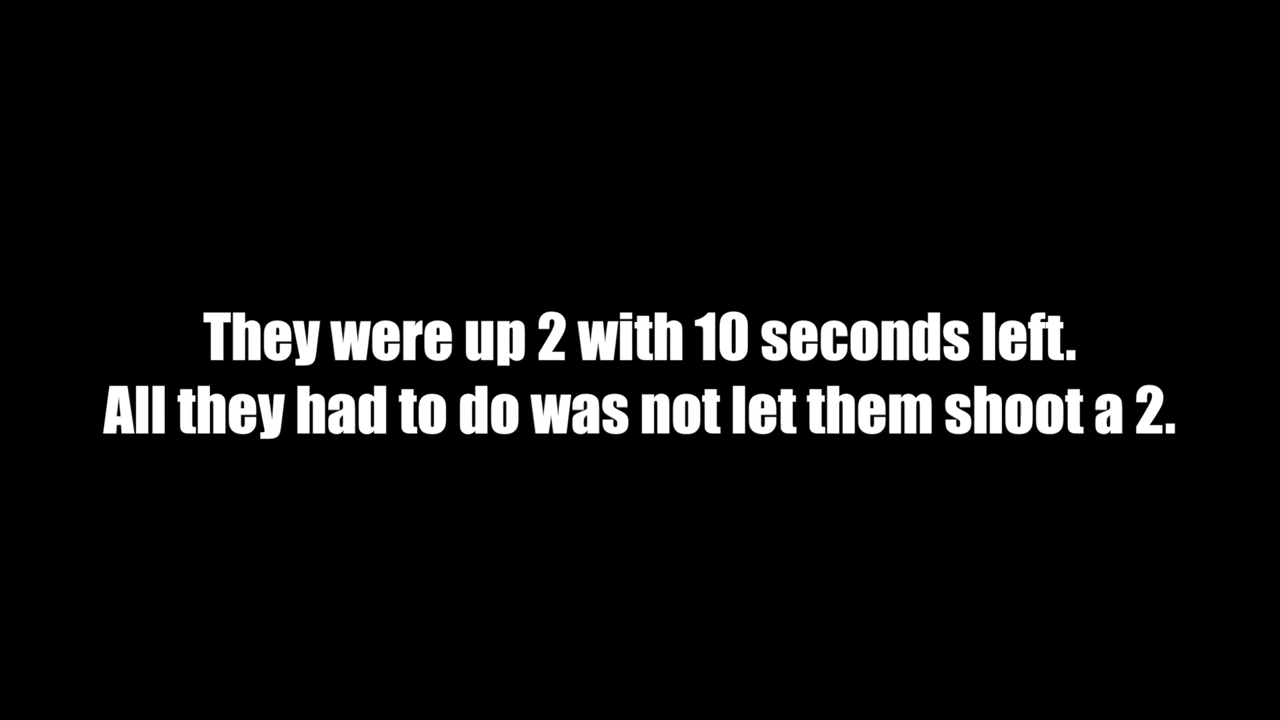 They were up 2 with 10 seconds left.
All they had to do was not let them shoot a 2.